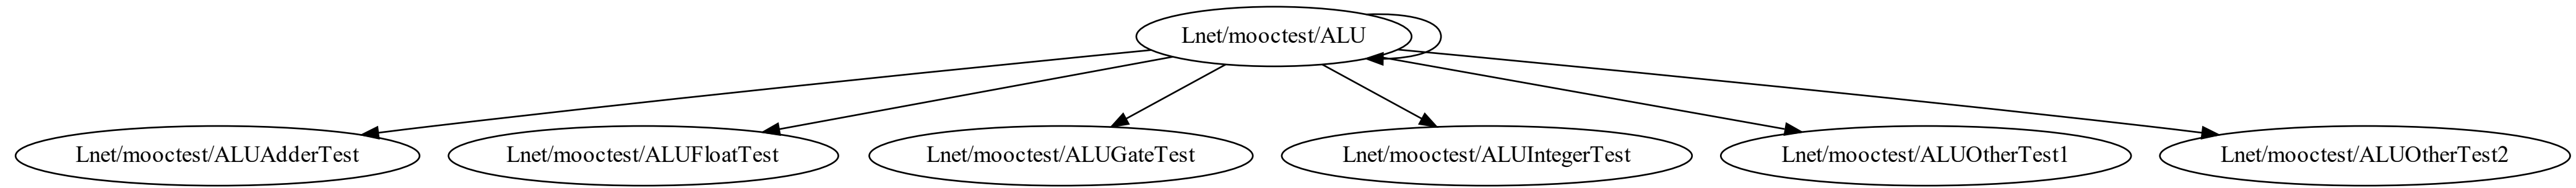 Lnet/mooctest/ALU
Lnet/mooctest/ALUAdderTest
Lnet/mooctest/ALUFloatTest
Lnet/mooctest/ALUGateTest
Lnet/mooctest/ALUIntegerTest
Lnet/mooctest/ALUOtherTest1
Lnet/mooctest/ALUOtherTest2